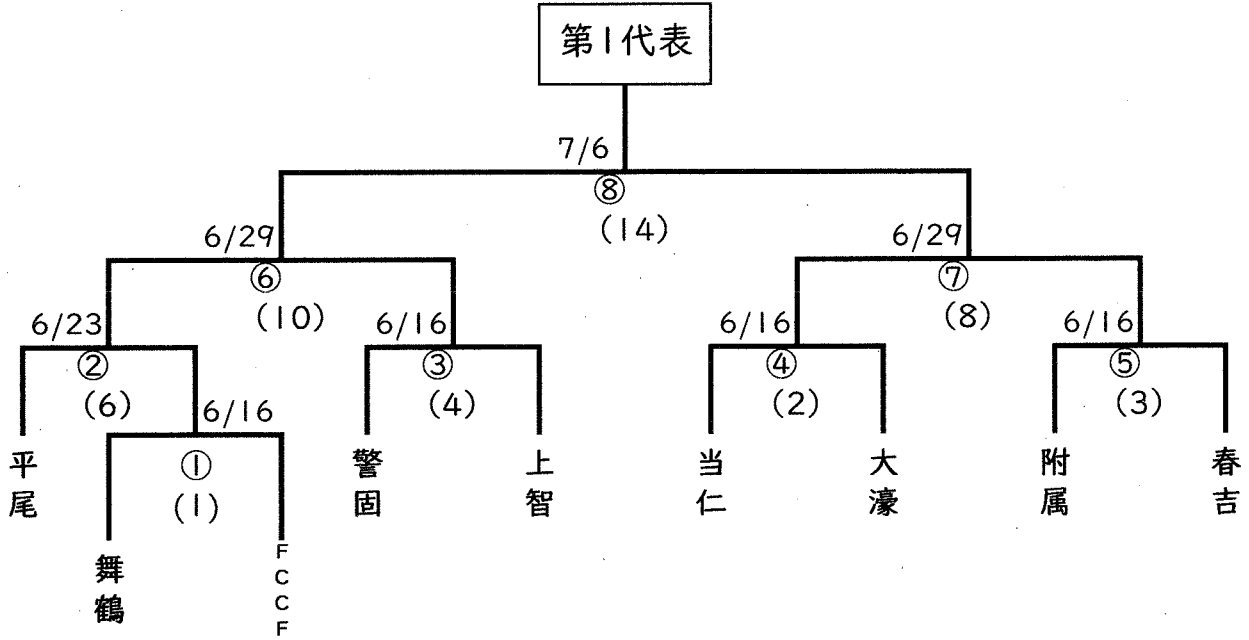 第1代表
7/6
⑧
(14)
6/29
6/29
⑥
⑦
(10)
(8)
6/23
6/16
6/16
6/16
②
③
④
⑤
(6)
(4)
(2)
(3)
6/16
平尾
①
(1)
警固
上智
当仁
大濠
附属
春吉
舞鶴
FCCF